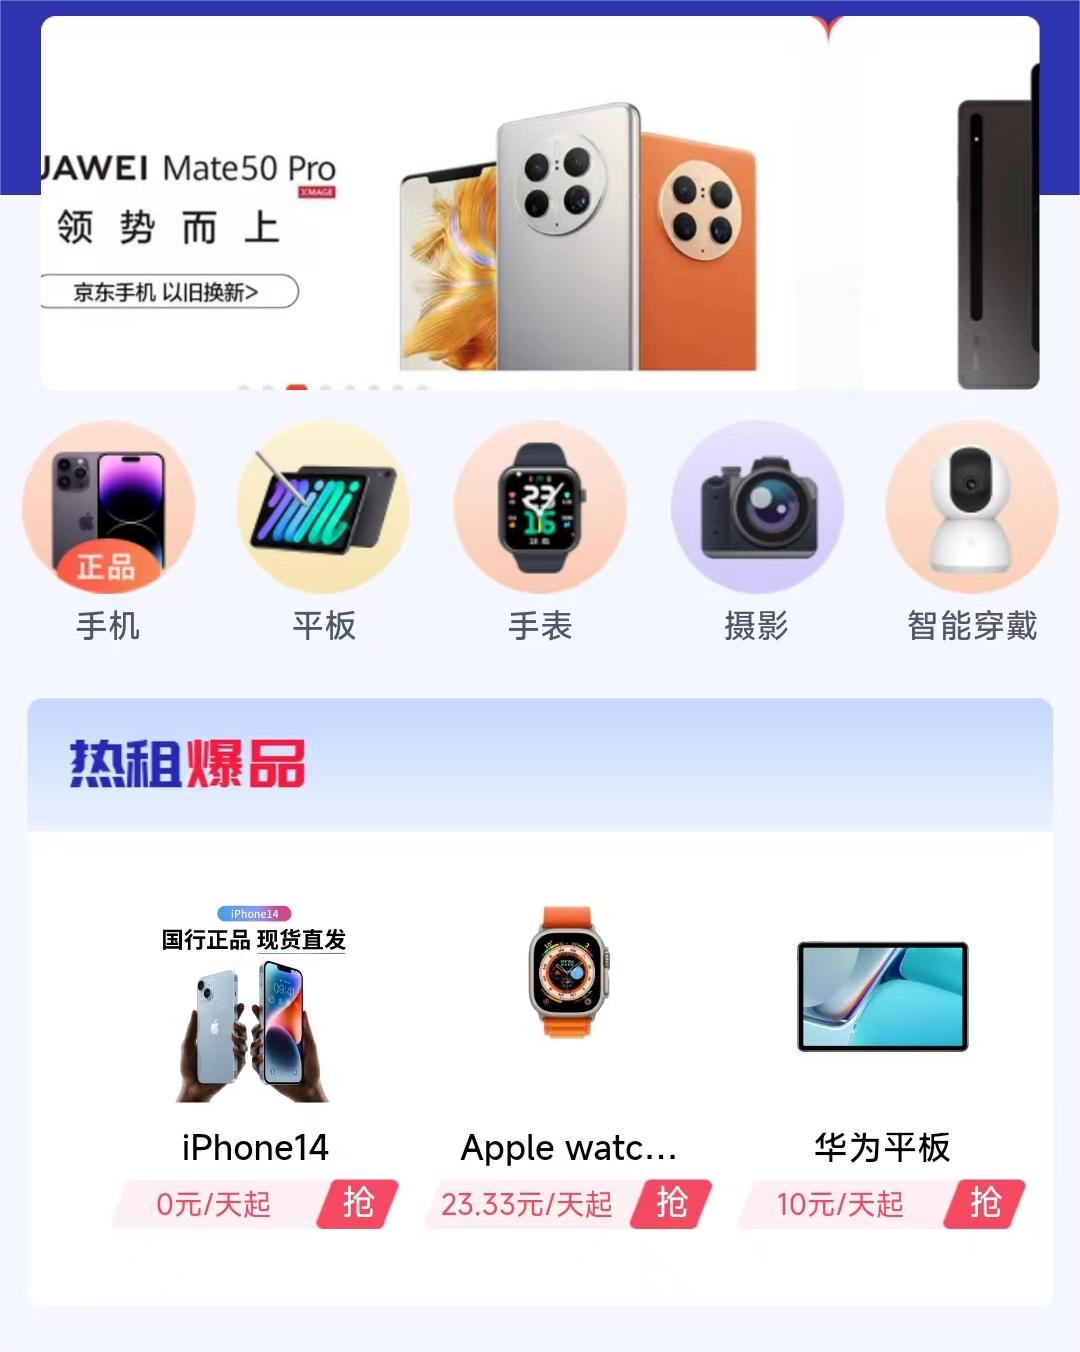 UAWEI Mate50 Pro
XMAGE
领势而上
京东手机 以旧换新>
正品
手机
平板
手表
摄影
智能穿戴
热租爆品
iPhone14
国行正品 现货直发
09:41
iPhone14
Apple watc...
华为平板
0元/天起 抢
23.33元/天起 抢
10元/天起 抢